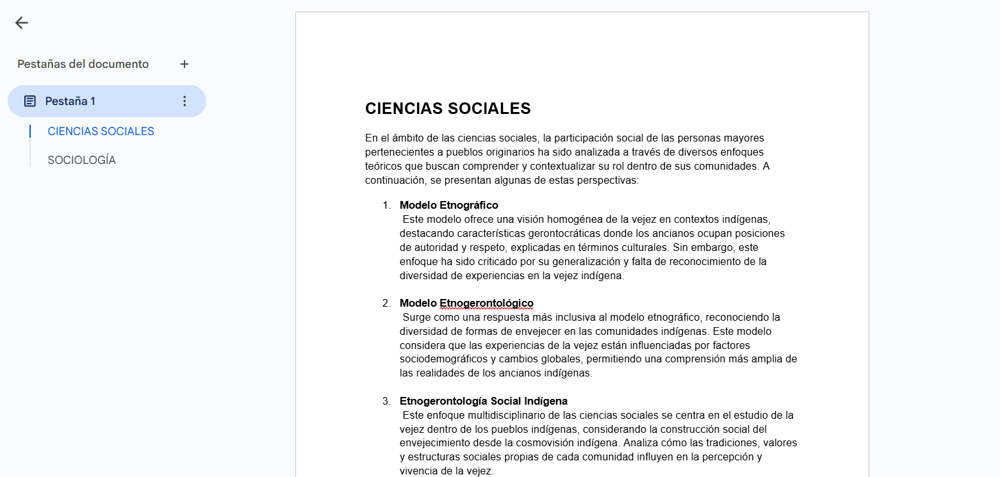 Pestañas del documento
Pestaña 1
CIENCIAS SOCIALES
SOCIOLOGÍA
CIENCIAS SOCIALES
En el ámbito de las ciencias sociales, la participación social de las personas mayores
pertenecientes a pueblos originarios ha sido analizada a través de diversos enfoques
teóricos que buscan comprender y contextualizar su rol dentro de sus comunidades. A
continuación, se presentan algunas de estas perspectivas:
1. Modelo Etnográfico
Este modelo ofrece una visión homogénea de la vejez en contextos indígenas,
destacando características gerontocráticas donde los ancianos ocupan posiciones
de autoridad y respeto, explicadas en términos culturales. Sin embargo, este
enfoque ha sido criticado por su generalización y falta de reconocimiento de la
diversidad de experiencias en la vejez indígena.
2. Modelo Etnogerontológico
Surge como una respuesta más inclusiva al modelo etnográfico, reconociendo la
diversidad de formas de envejecer en las comunidades indígenas. Este modelo
considera que las experiencias de la vejez están influenciadas por factores
sociodemográficos y cambios globales, permitiendo una comprensión más amplia de
las realidades de los ancianos indígenas.
3. Etnogerontología Social Indígena
Este enfoque multidisciplinario de las ciencias sociales se centra en el estudio de la
vejez dentro de los pueblos indígenas, considerando la construcción social del
envejecimiento desde la cosmovisión indígena. Analiza cómo las tradiciones, valores
y estructuras sociales propias de cada comunidad influyen en la percepción y
vivencia de la vejez.